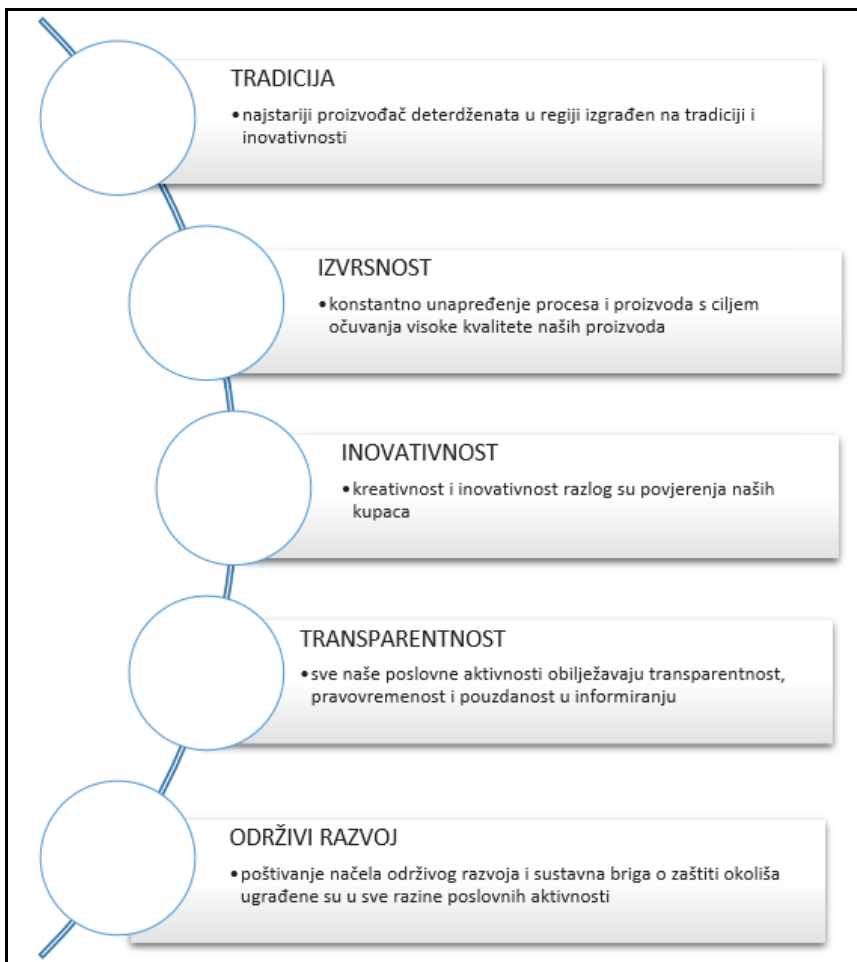 TRADICIJA
•najstariji proizvođač deterdženata u regiji izgrađen na tradiciji i
inovativnosti
IZVRSNOST
•konstantno unapređenje procesa i proizvoda s ciljem
očuvanja visoke kvalitete naših proizvoda
INOVATIVNOST
•kreativnost i inovativnost razlog su povjerenja naših
kupaca
TRANSPARENTNOST
•sve naše poslovne aktivnosti obilježavaju transparentnost,
pravovremenost i pouzdanost u informiranju
ODRŽIVI RAZVOJ
•poštivanje načela održivog razvoja i sustavna briga o zaštiti okoliša
ugrađene su u sve razine poslovnih aktivnosti